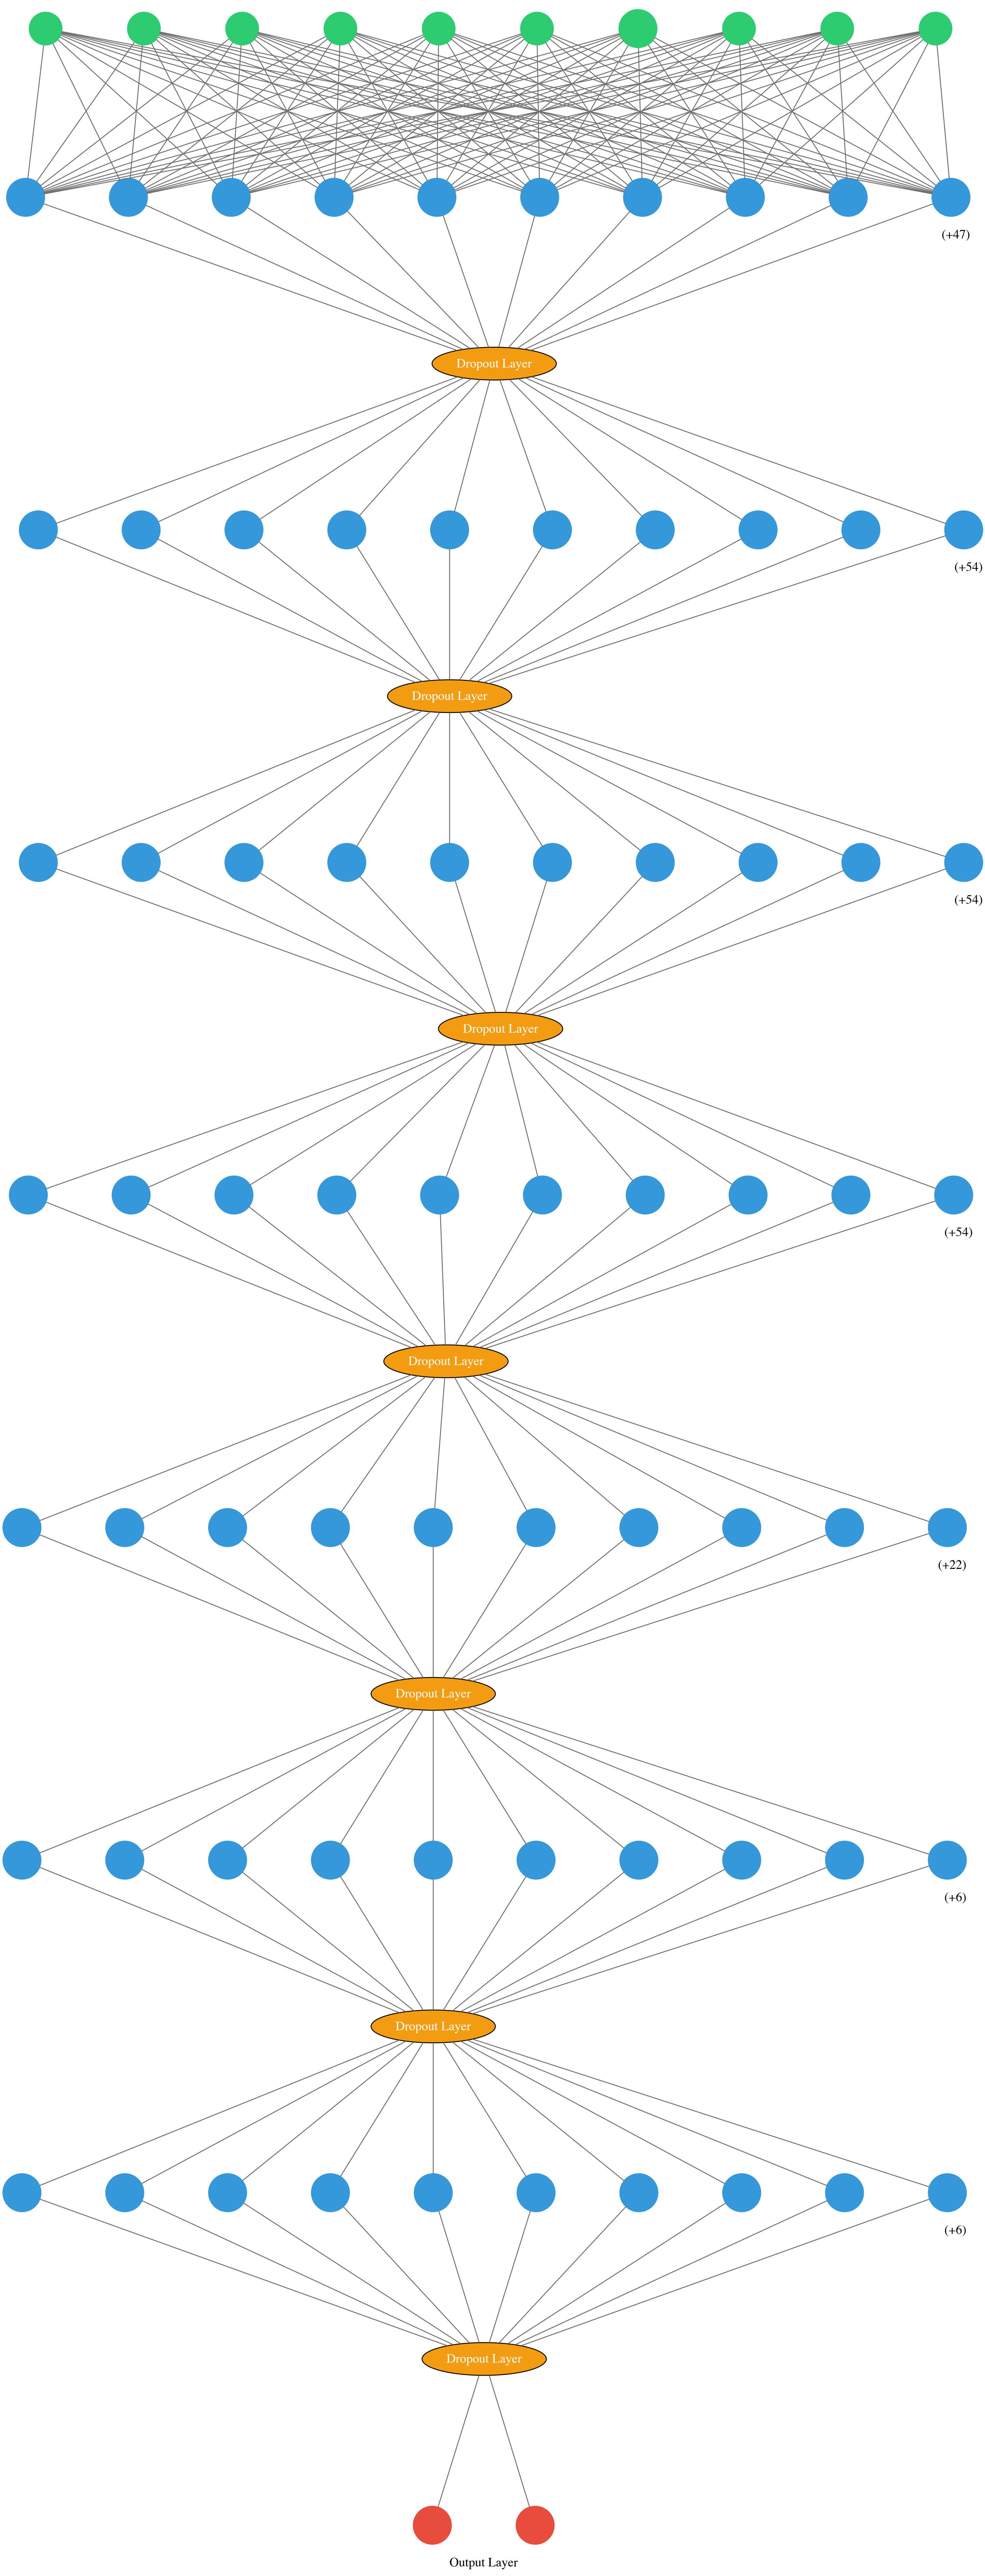 (+47)
Dropout Layer
(+54)
Dropout Layer
(+54)
Dropout Layer
(+54)
Dropout Layer
(+22)
Dropout Layer
(+6)
Dropout Layer
(+6)
Dropout Layer
Output Layer